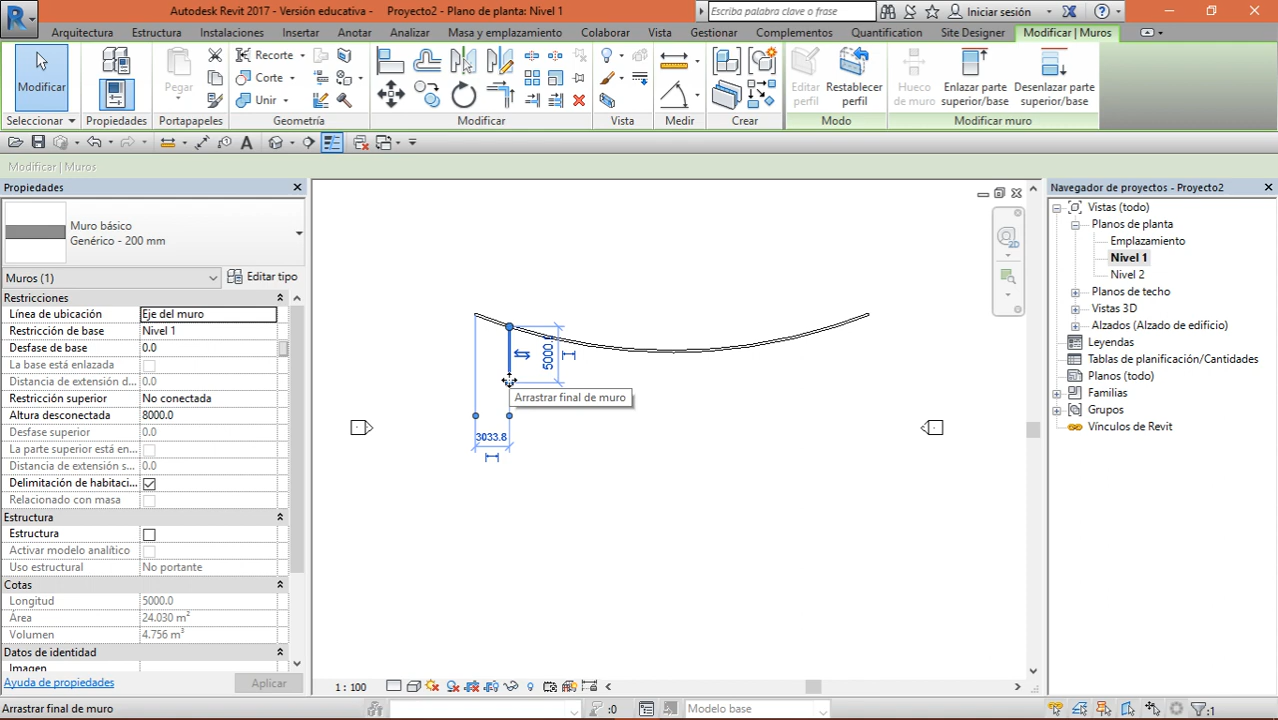 Autodesk Revit 2017 - Versión educativa - Proyecto2 - Plano de planta: Nivel 1
Escriba palabra clave o frase
Iniciar sesión
Arquitectura Estructura Instalaciones Insertar Anotar Analizar Masa y emplazamiento Colaborar Vista Gestionar Complementos Quantification Site Designer Modificar | Muros
Modificar
Pegar
Recorte
Corte
Unir
Editar perfil
Restablecer perfil
Hueco de muro
Enlazar parte superior/base
Desenlazar parte superior/base
Seleccionar Propiedades Portapapeles Geometría Modificar Vista Medir Crear Modo Modificar muro
Modificar | Muros
Propiedades
Muro básico
Genérico - 200 mm
Muros (1)
Editar tipo
Restricciones
Línea de ubicación Eje del muro
Restricción de base Nivel 1
Desfase de base 0.0
La base está enlazada
Distancia de extensión d...
Restricción superior No conectada
Altura desconectada 8000.0
Desfase superior 0.0
La parte superior está en...
Distancia de extensión s... 0.0
Delimitación de habitaci...
Relacionado con masa
Estructura
Estructura
Activar modelo analítico
Uso estructural No portante
Cotas
Longitud 5000.0
Área 24.030 m²
Volumen 4.756 m³
Datos de identidad
Imagen
Ayuda de propiedades
Aplicar
2D
Arrastrar final de muro
3033.8
1 : 100
Navegador de proyectos - Proyecto2
Vistas (todo)
Planos de planta
Emplazamiento
Nivel 1
Nivel 2
Planos de techo
Vistas 3D
Alzados (Alzado de edificio)
Leyendas
Tablas de planificación/Cantidades
Planos (todo)
Familias
Grupos
Vínculos de Revit
Arrastrar final de muro
:0
Modelo base
:1